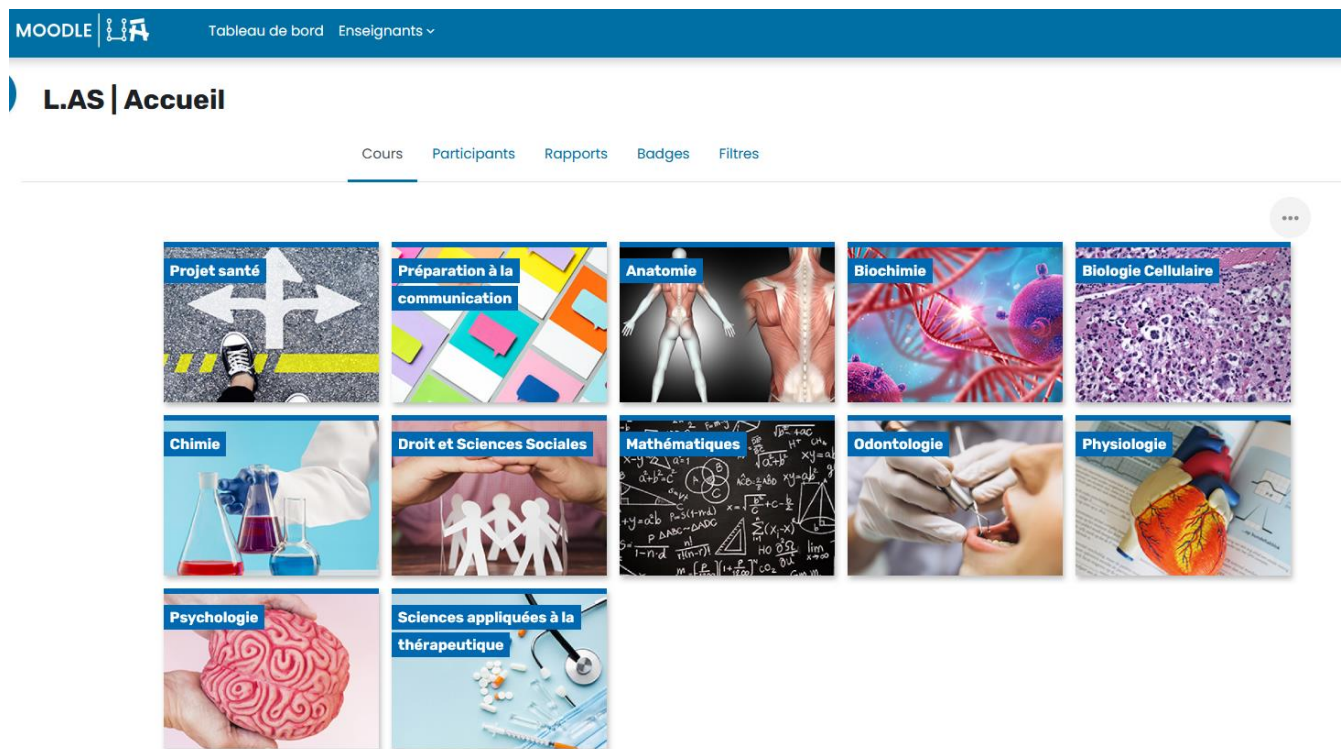 MOODLE UA
Tableau de bord Enseignants
L.AS | Accueil
Cours Participants Rapports Badges Filtres
Projet santé
Préparation à la
communication
Anatomie
Biochimie
Biologie Cellulaire
Chimie
Droit et Sciences Sociales
Mathématiques
Odontologie
Physiologie
Psychologie
Sciences appliquées à la
thérapeutique